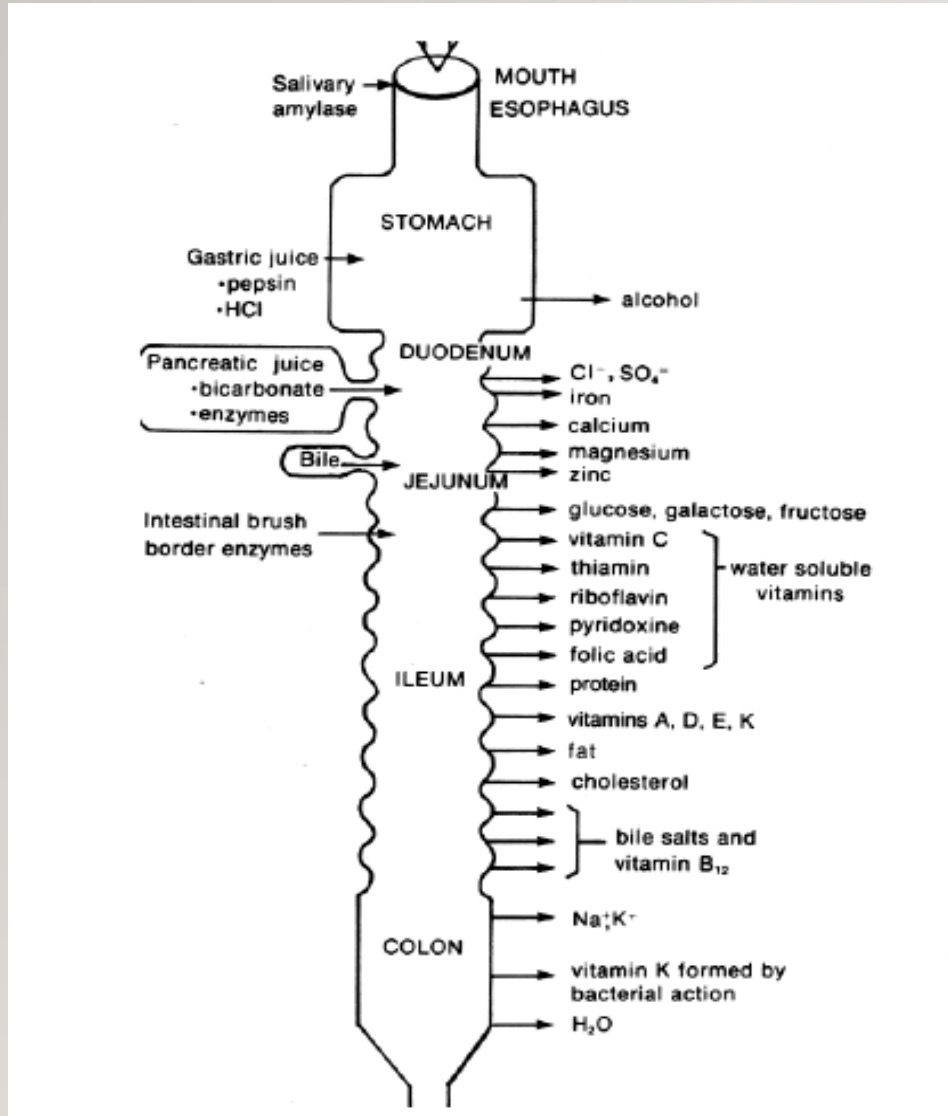 Salivary
amylase
MOUTH
ESOPHAGUS
STOMACH
Gastric juice
•pepsin
•HCl
alcohol
DUODENUM
Pancreatic juice
•bicarbonate
•enzymes
Cl⁻, SO₄⁻
iron
calcium
magnesium
zinc
Bile
JEJUNUM
Intestinal brush
border enzymes
glucose, galactose, fructose
vitamin C
thiamin
riboflavin
pyridoxine
folic acid
water soluble
vitamins
ILEUM
protein
vitamins A, D, E, K
fat
cholesterol
bile salts and
vitamin B₁₂
COLON
Na⁺,K⁺
vitamin K formed by
bacterial action
H₂O